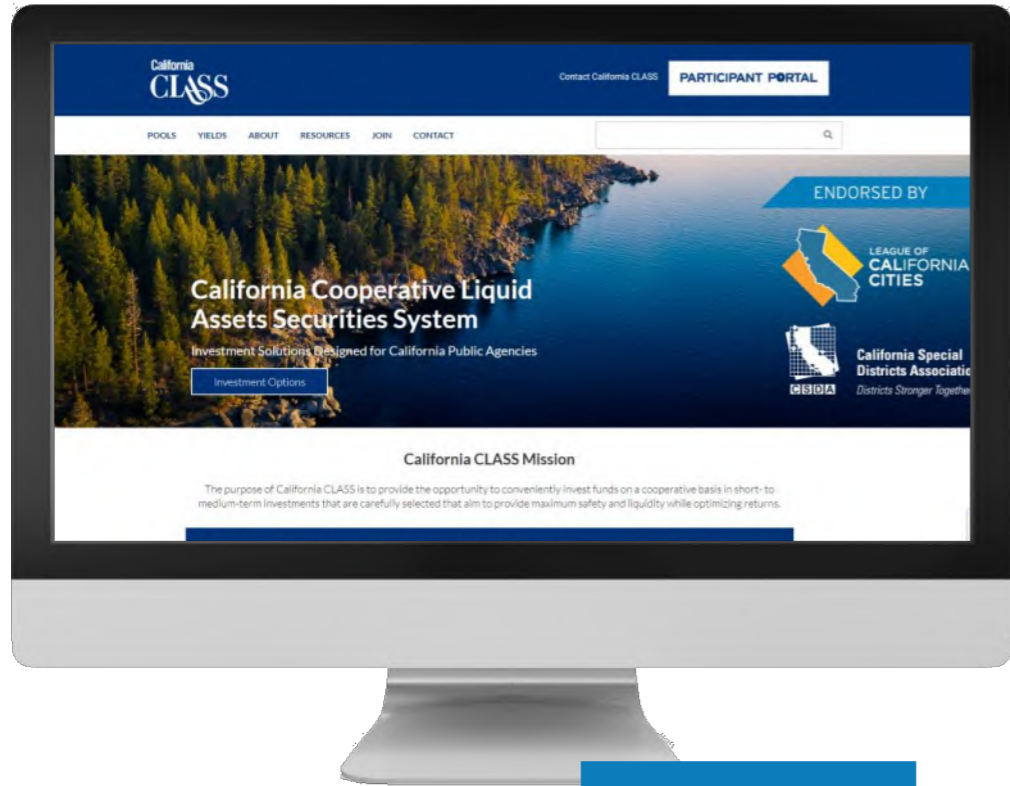 California
CLASS
Contact California CLASS
PARTICIPANT PORTAL
POOLS YIELDS ABOUT RESOURCES JOIN CONTACT
ENDORSED BY
LEAGUE OF
CALIFORNIA
CITIES
California Cooperative Liquid
Assets Securities System
Investment Solutions Designed for California Public Agencies
Investment Options
California Special
Districts Associatio
CSDA
Districts Stronger Togethe
California CLASS Mission
The purpose of California CLASS is to provide the opportunity to conveniently invest funds on a cooperative basis in short- to
medium-term investments that are carefully selected that aim to provide maximum safety and liquidity while optimizing returns.